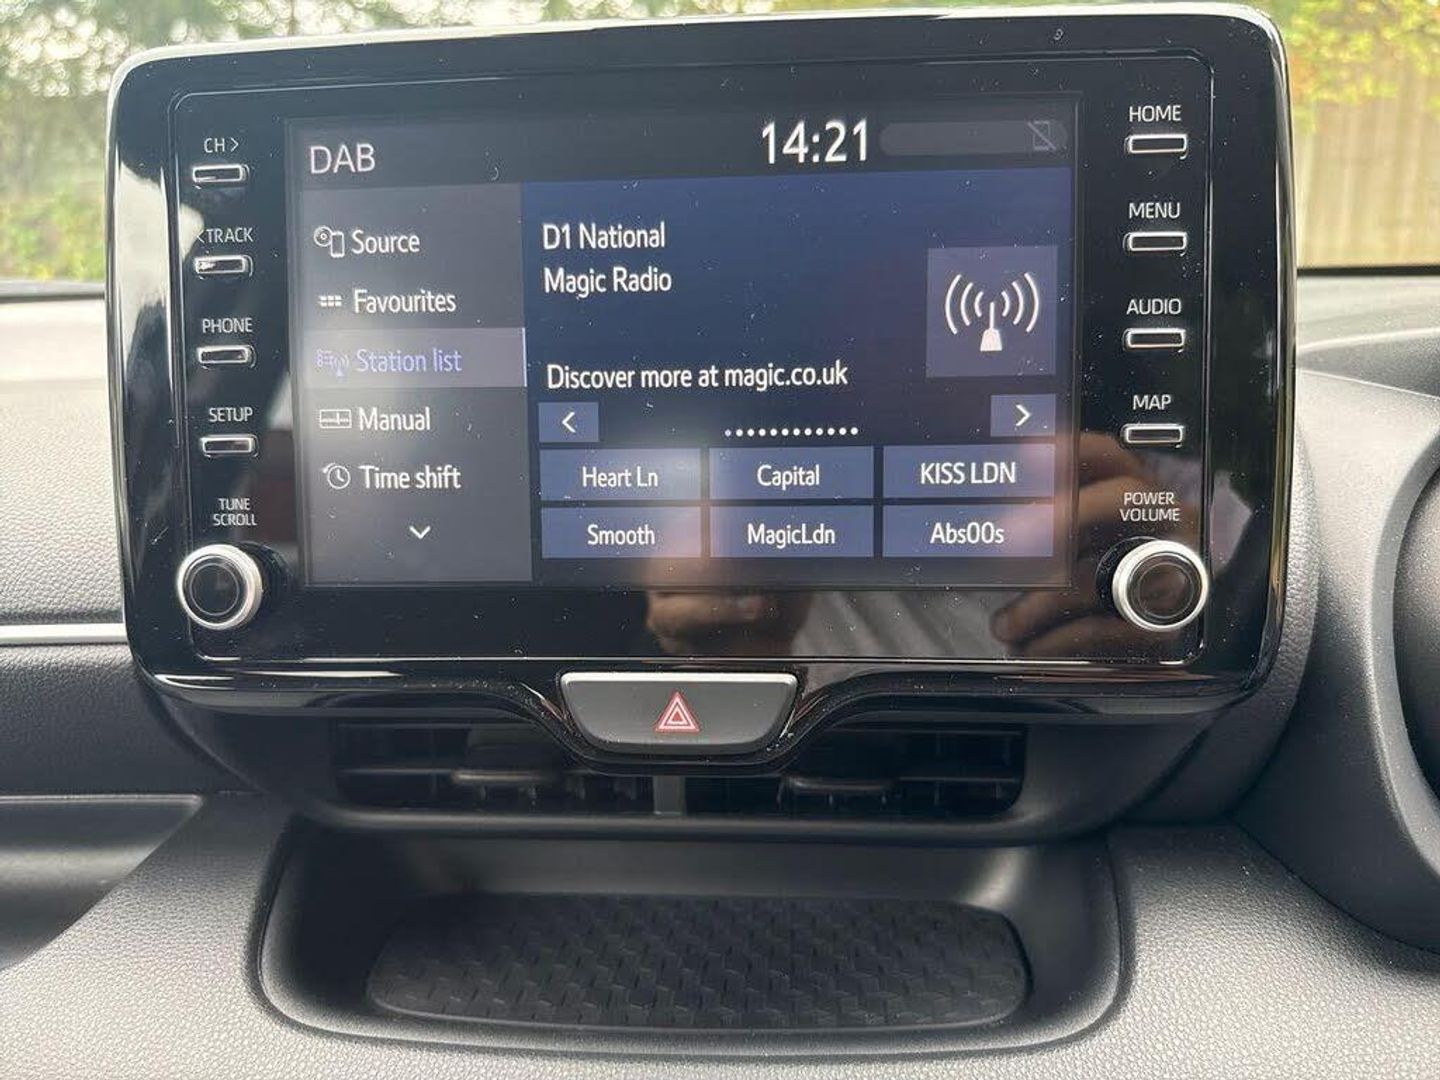 DAB
14:21
CH >
< TRACK
PHONE
SETUP
TUNE
SCROLL
Source
Favourites
Station list
Manual
Time shift
D1 National
Magic Radio
Discover more at magic.co.uk
<
>
Heart Ln
Capital
KISS LDN
Smooth
MagicLdn
Abs00s
HOME
MENU
AUDIO
MAP
POWER
VOLUME